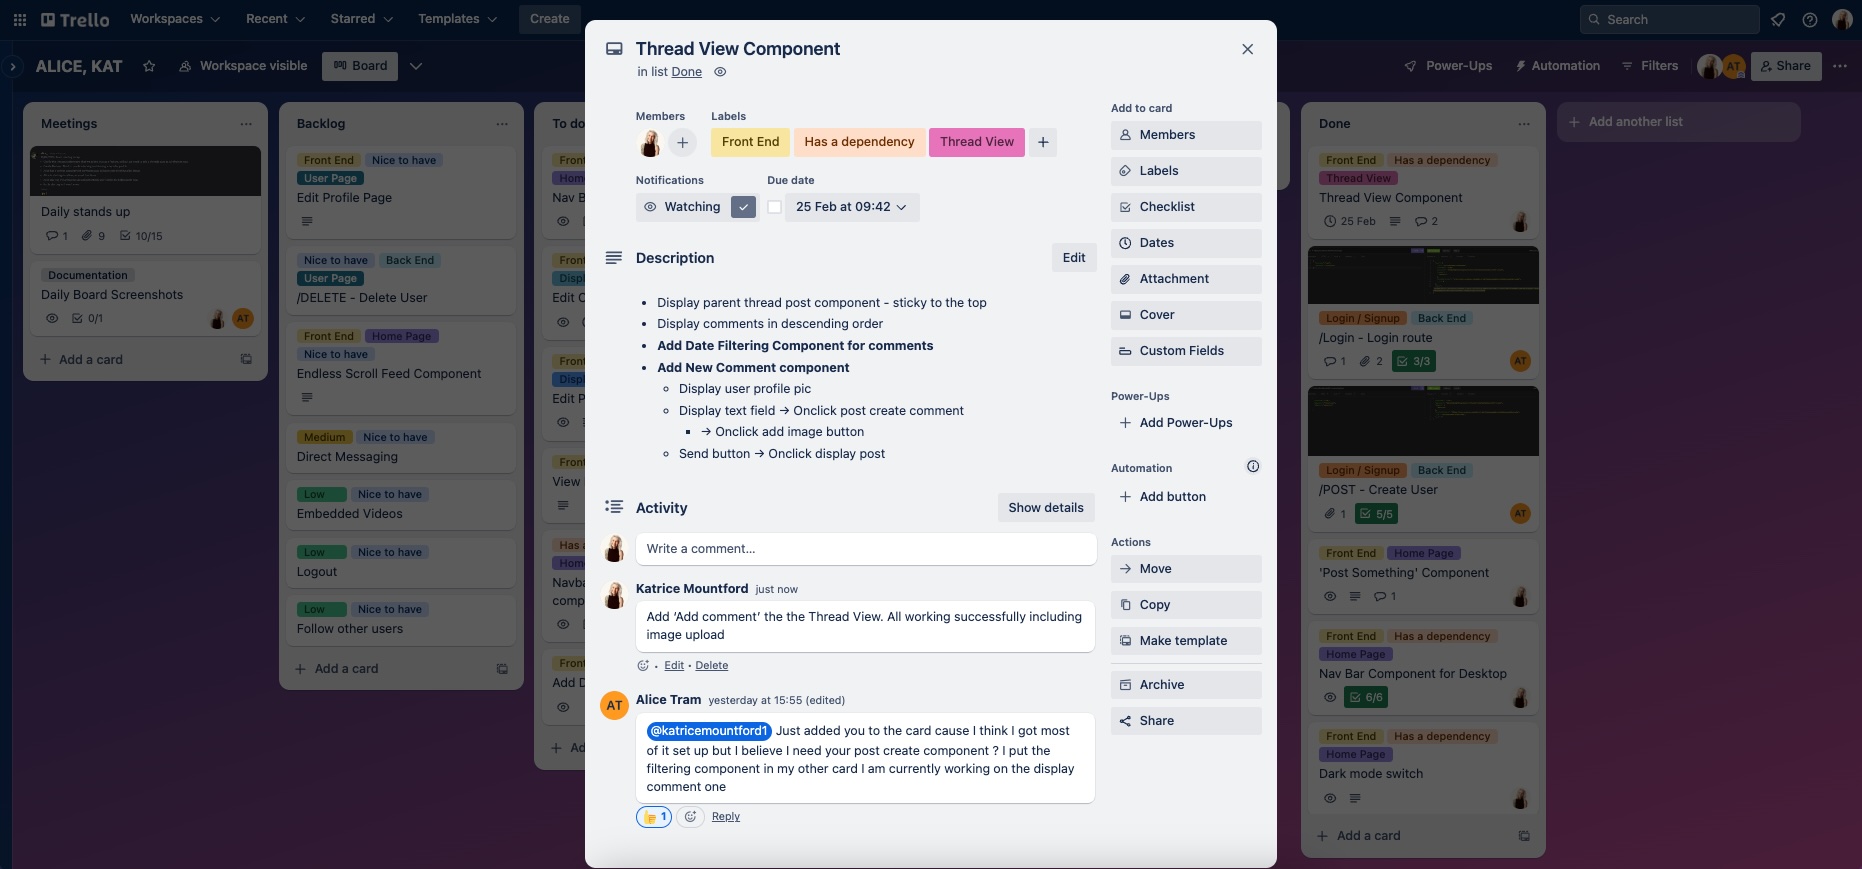 Trello
Workspaces
Recent
Starred
Templates
Create
Search
ALICE, KAT
Workspace visible
Board
Power-Ups
Automation
Filters
AT
Share
Meetings
Daily stands up
1
9
10/15
Documentation
Daily Board Screenshots
0/1
AT
Add a card
Backlog
Front End
Nice to have
User Page
Edit Profile Page
Nice to have
Back End
User Page
/DELETE - Delete User
Front End
Home Page
Nice to have
Endless Scroll Feed Component
Medium
Nice to have
Direct Messaging
Low
Nice to have
Embedded Videos
Low
Nice to have
Logout
Low
Nice to have
Follow other users
Add a card
To do
Nav B
Edit C
Edit P
View
Has a
Navba
comp
Add D
Thread View Component
in list Done
Members
Labels
Front End
Has a dependency
Thread View
Notifications
Due date
Watching
25 Feb at 09:42
Description
Edit
• Display parent thread post component - sticky to the top
• Display comments in descending order
• Add Date Filtering Component for comments
• Add New Comment component
◦ Display user profile pic
◦ Display text field → Onclick post create comment
▪ → Onclick add image button
◦ Send button → Onclick display post
Activity
Show details
Write a comment…
Katrice Mountford just now
Add ‘Add comment’ the the Thread View. All working successfully including
image upload
• Edit • Delete
AT
Alice Tram yesterday at 15:55 (edited)
@katricemountford1 Just added you to the card cause I think I got most
of it set up but I believe I need your post create component ? I put the
filtering component in my other card I am currently working on the display
comment one
1
Reply
Add to card
Members
Labels
Checklist
Dates
Attachment
Cover
Custom Fields
Power-Ups
Add Power-Ups
Automation
Add button
Actions
Move
Copy
Make template
Archive
Share
Done
Front End
Has a dependency
Thread View
Thread View Component
25 Feb
2
Login / Signup
Back End
/Login - Login route
1
2
3/3
AT
Login / Signup
Back End
/POST - Create User
1
5/5
AT
Front End
Home Page
'Post Something' Component
1
Front End
Has a dependency
Home Page
Nav Bar Component for Desktop
6/6
Front End
Has a dependency
Home Page
Dark mode switch
Add a card
Add another list